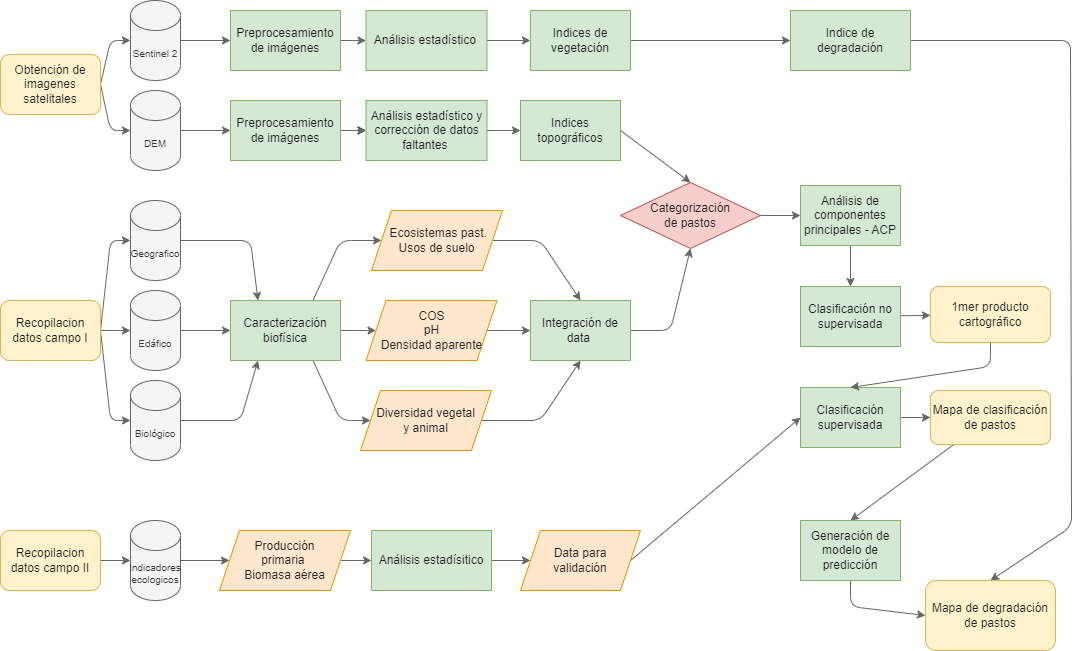 Obtención de
imagenes
satelitales
Sentinel 2
Preprocesamiento
de imágenes
Análisis estadístico
Indices de
vegetación
Indice de
degradación
DEM
Preprocesamiento
de imágenes
Análisis estadístico y
corrección de datos
faltantes
Indices
topográficos
Categorización
de pastos
Análisis de
componentes
principales - ACP
Recopilacion
datos campo I
Geografico
Edáfico
Biológico
Caracterización
biofísica
Ecosistemas past.
Usos de suelo
COS
pH
Densidad aparente
Diversidad vegetal
y animal
Integración de
data
Clasificación no
supervisada
1mer producto
cartográfico
Clasificación
supervisada
Mapa de clasificación
de pastos
Recopilacion
datos campo II
Indicadores
ecologicos
Producción
primaria
Biomasa aérea
Análisis estadísitico
Data para
validación
Generación de
modelo de
predicción
Mapa de degradación
de pastos